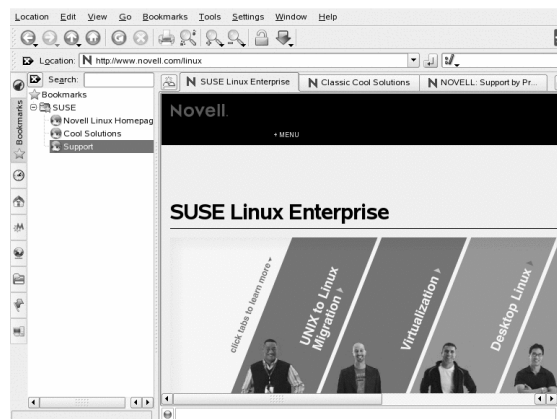 Location Edit View Go Bookmarks Tools Settings Window Help
Location: N http://www.novell.com/linux
Search:
N SUSE Linux Enterprise
N Classic Cool Solutions
N NOVELL: Support by Pr...
Bookmarks
Bookmarks
SUSE
Novell Linux Homepag
Cool Solutions
Support
Novell.
+ MENU
SUSE Linux Enterprise
click tabs to learn more
UNIX to Linux
Migration
Virtualization
Desktop Linux